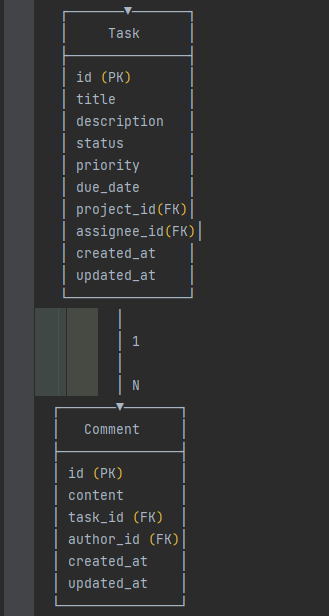 Task
id (PK)
title
description
status
priority
due_date
project_id(FK)
assignee_id(FK)
created_at
updated_at
1
N
Comment
id (PK)
content
task_id (FK)
author_id (FK)
created_at
updated_at